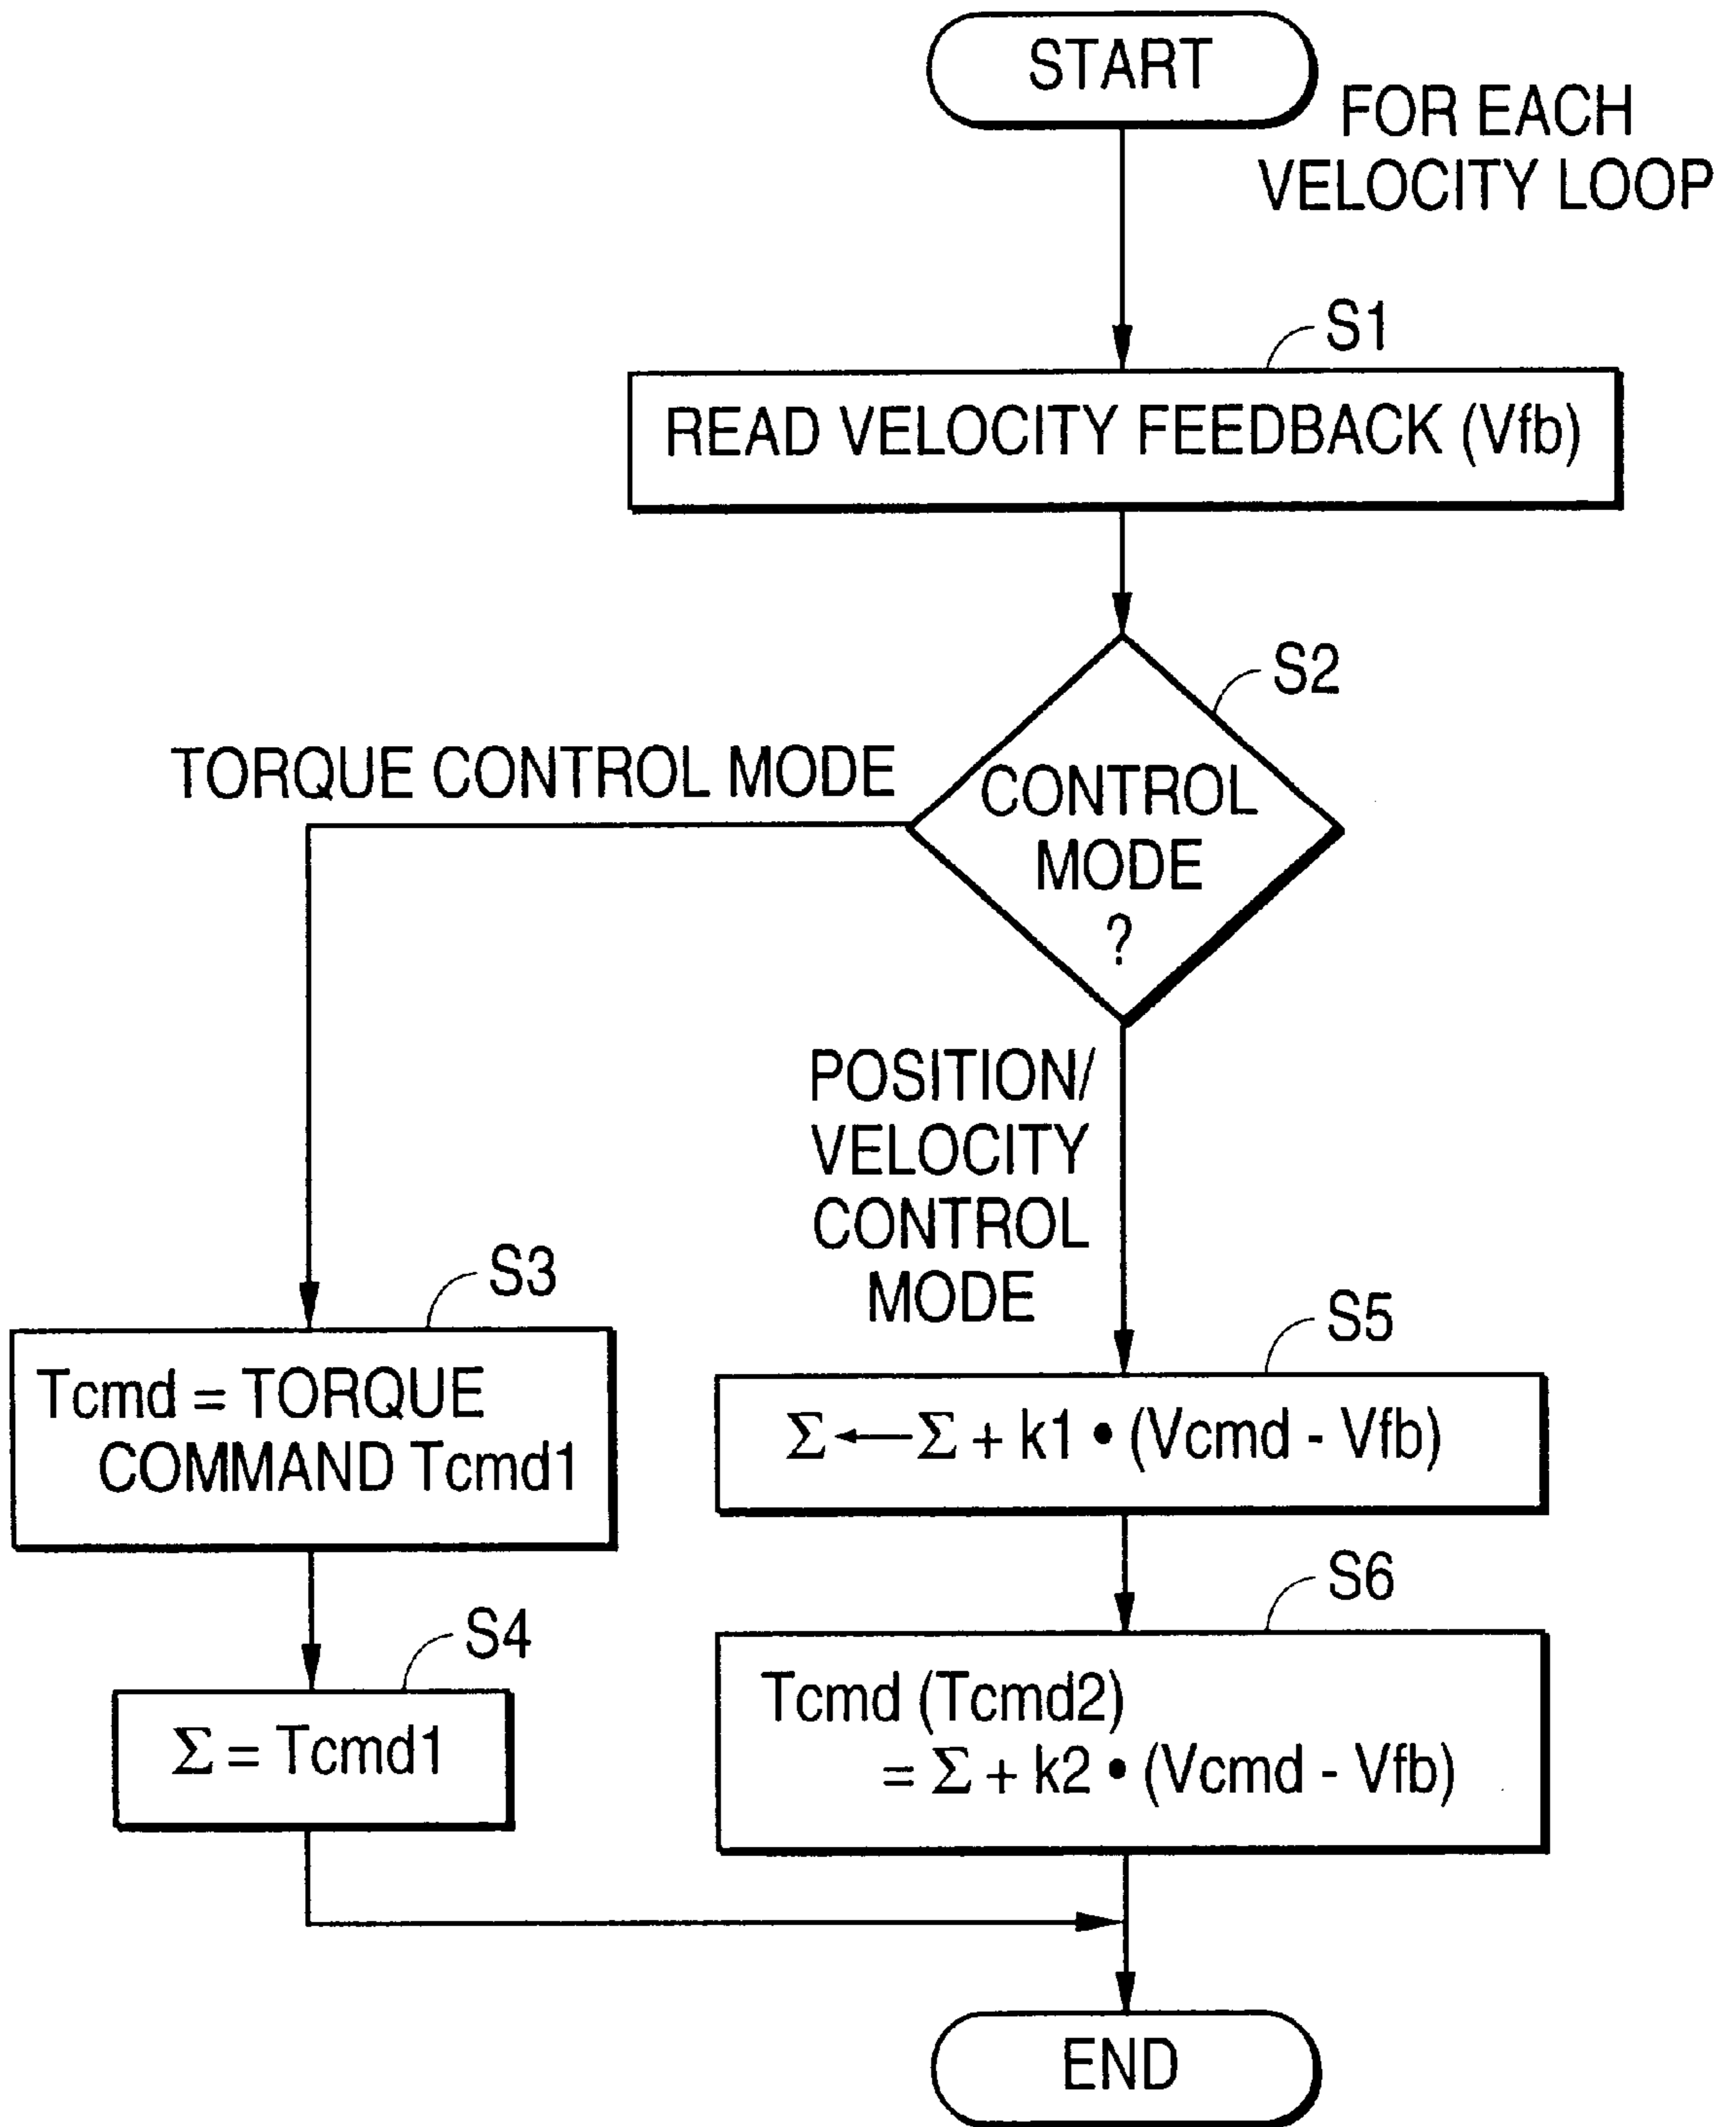 START
FOR EACH
VELOCITY LOOP
S1
READ VELOCITY FEEDBACK (Vfb)
S2
TORQUE CONTROL MODE
CONTROL
MODE
?
POSITION/
VELOCITY
CONTROL
MODE
S3
Tcmd = TORQUE
COMMAND Tcmd1
S4
Σ = Tcmd1
S5
Σ ← Σ + k1 • (Vcmd - Vfb)
S6
Tcmd (Tcmd2)
= Σ + k2 • (Vcmd - Vfb)
END